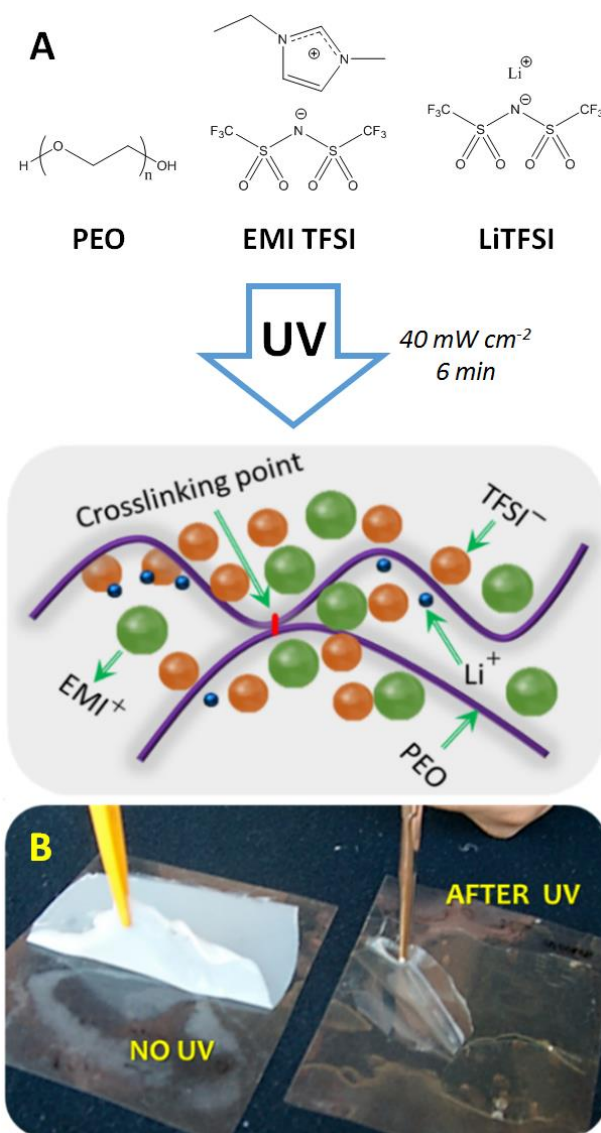 A
N
⊕
N
Li⊕
⊖
N
⊖
N
F₃C
S
S
CF₃
F₃C
S
S
CF₃
H
O
n
OH
O
O
O
O
O
O
O
O
PEO
EMI TFSI
LiTFSI
UV
40 mW cm⁻²
6 min
Crosslinking point
TFSI⁻
EMI⁺
Li⁺
PEO
B
AFTER UV
NO UV